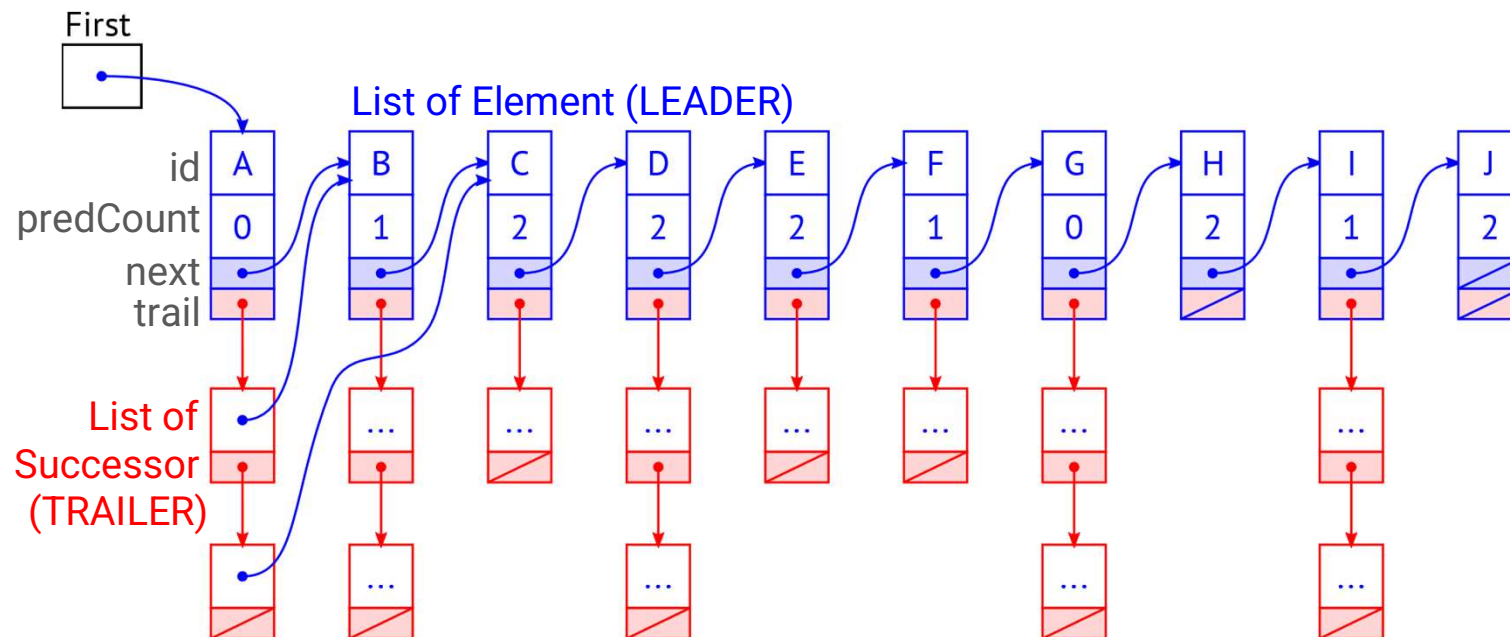 First
List of Element (LEADER)
id A B C D E F G H I J
predCount 0 1 2 2 2 1 0 2 1 2
next
trail
List of
Successor
(TRAILER)
... ... ... ... ... ... ...
... ... ... ...